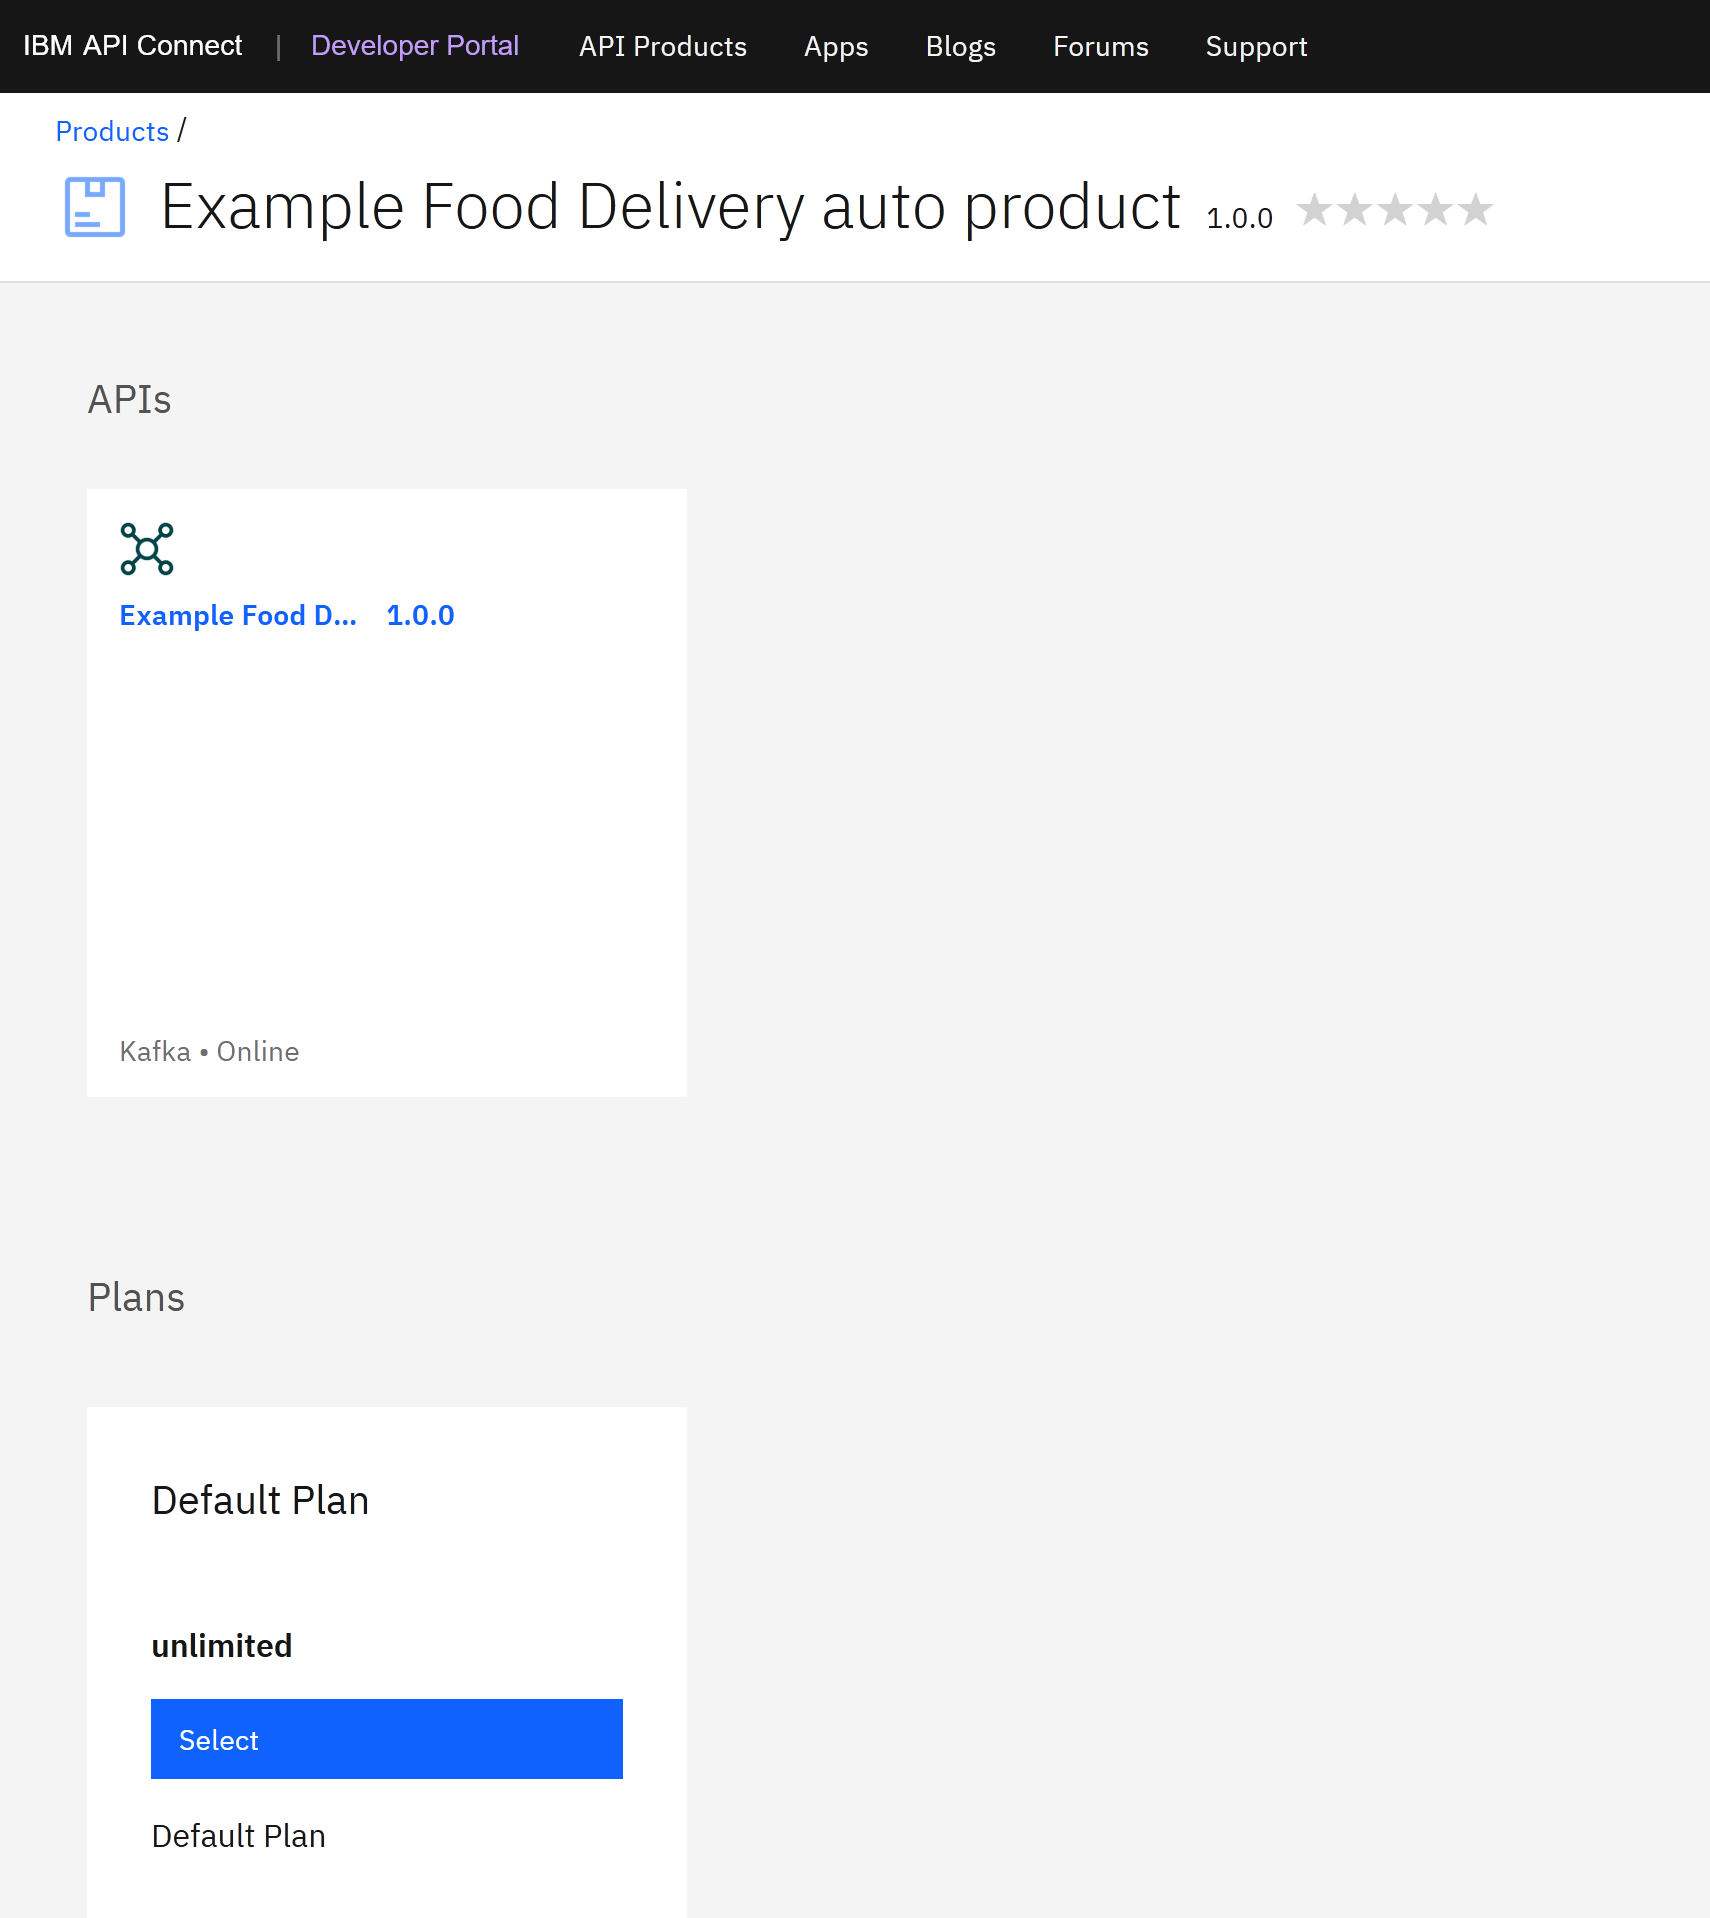 IBM API Connect | Developer Portal API Products Apps Blogs Forums Support
Products /
Example Food Delivery auto product 1.0.0
APIs
Example Food D... 1.0.0
Kafka • Online
Plans
Default Plan
unlimited
Select
Default Plan